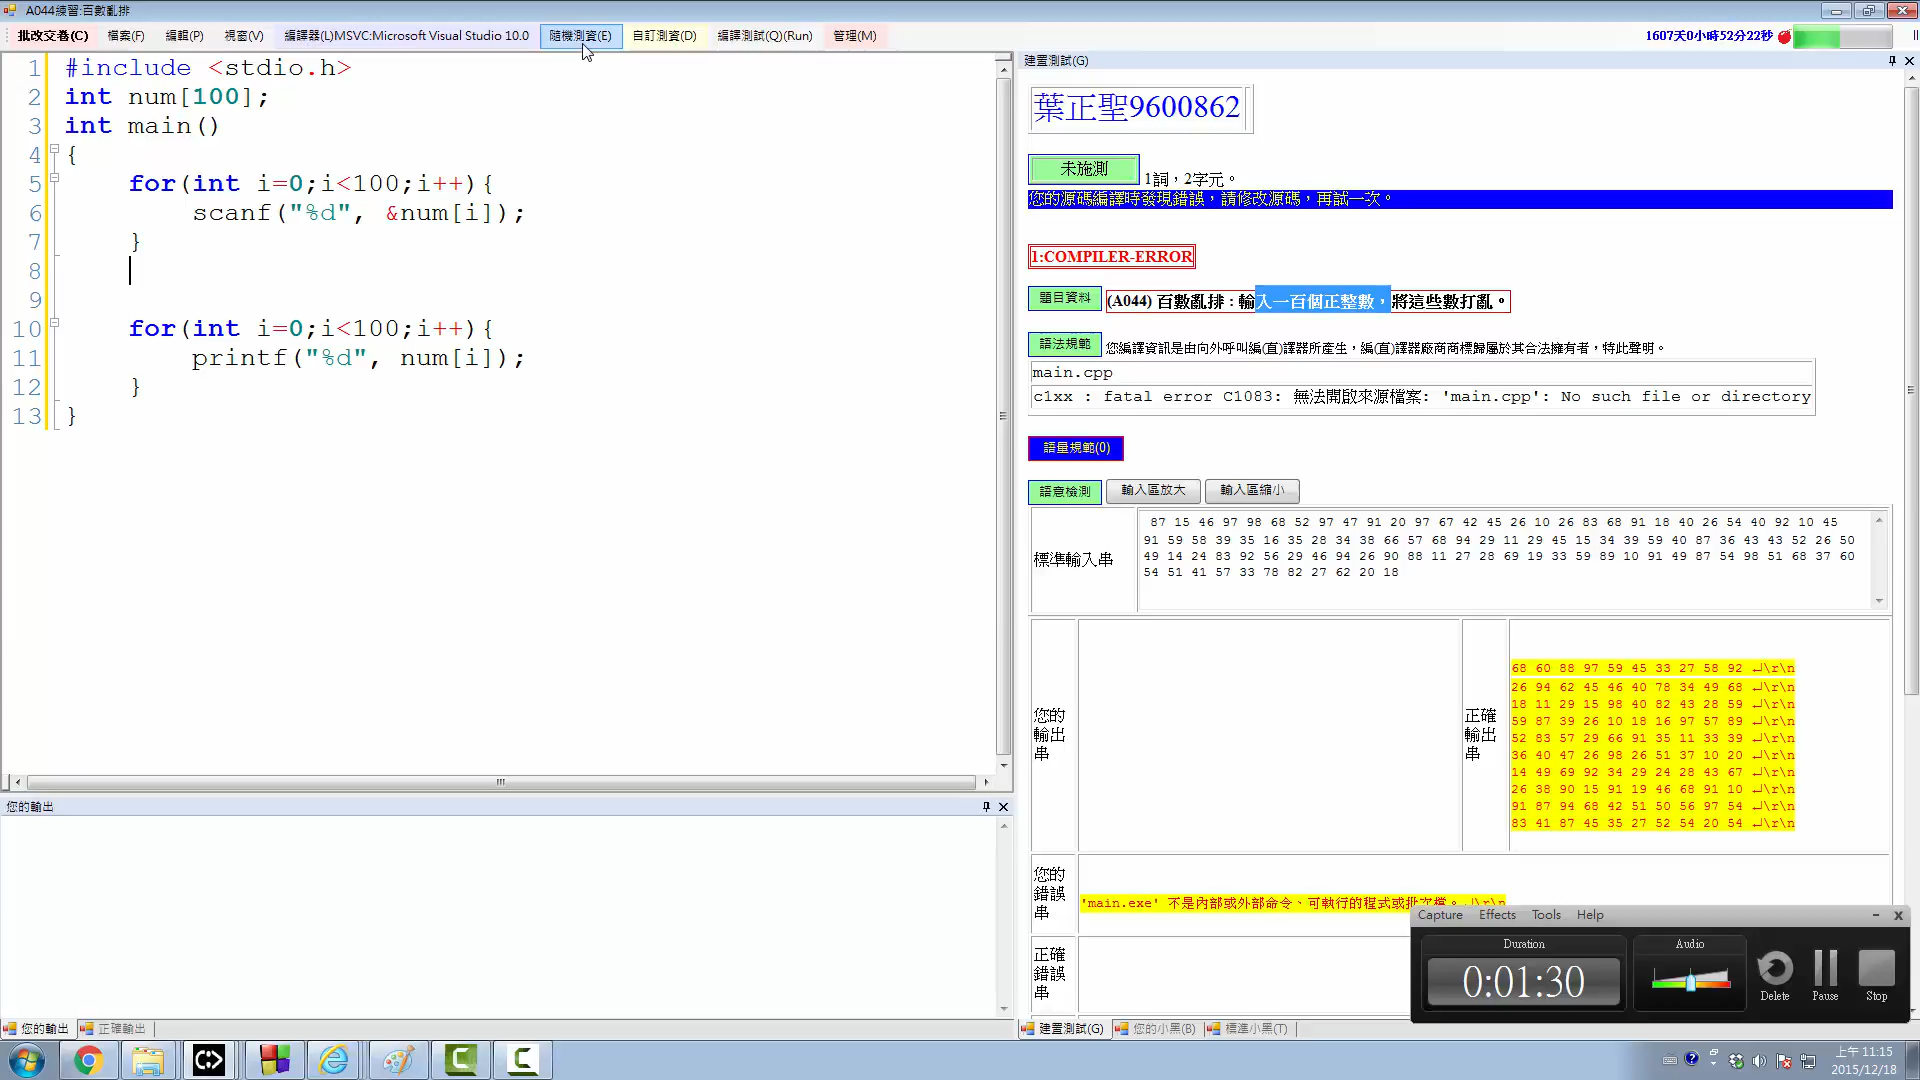 A044練習:百數亂排
批改交卷(C) 檔案(F) 編輯(P) 視窗(V) 編譯器(L)MSVC:Microsoft Visual Studio 10.0 隨機測資(E) 自訂測資(D) 編譯測試(Q)(Run) 管理(M) 1607天0小時52分22秒
1 #include <stdio.h>
2 int num[100];
3 int main()
4 {
5 for(int i=0;i<100;i++){
6 scanf("%d", &num[i]);
7 }
8
9
10 for(int i=0;i<100;i++){
11 printf("%d", num[i]);
12 }
13 }
您的輸出
您的輸出 正確輸出
建置測試(G)
葉正聖9600862
未施測 1詞，2字元。
您的源碼編譯時發現錯誤，請修改源碼，再試一次。
1:COMPILER-ERROR
題目資料 (A044) 百數亂排 : 輸入一百個正整數，將這些數打亂。
語法規範 您編譯資訊是由向外呼叫編(直)譯器所產生，編(直)譯器廠商商標歸屬於其合法擁有者，特此聲明。
main.cpp
c1xx : fatal error C1083: 無法開啟來源檔案: 'main.cpp': No such file or directory
語量規範(0)
語意檢測 輸入區放大 輸入區縮小
標準輸入串
87 15 46 97 98 68 52 97 47 91 20 97 67 42 45 26 10 26 83 68 91 18 40 26 54 40 92 10 45
91 59 58 39 35 16 35 28 34 38 66 57 68 94 29 11 29 45 15 34 39 59 40 87 36 43 43 52 26 50
49 14 24 83 92 56 29 46 94 26 90 88 11 27 28 69 19 33 59 89 10 91 49 87 54 98 51 68 37 60
54 51 41 57 33 78 82 27 62 20 18
您的輸出串
正確輸出串
68 60 88 97 59 45 33 27 58 92 ↵\r\n
26 94 62 45 46 40 78 34 49 68 ↵\r\n
18 11 29 15 98 40 82 43 28 59 ↵\r\n
59 87 39 26 10 18 16 97 57 89 ↵\r\n
52 83 57 29 66 91 35 11 33 39 ↵\r\n
36 40 47 26 98 26 51 37 10 20 ↵\r\n
14 49 69 92 34 29 24 28 43 67 ↵\r\n
26 38 90 15 91 19 46 68 91 10 ↵\r\n
91 87 94 68 42 51 50 56 97 54 ↵\r\n
83 41 87 45 35 27 52 54 20 54 ↵\r\n
您的錯誤串
'main.exe' 不是內部或外部命令、可執行的程式或批次檔。
正確錯誤串
建置測試(G) 您的小黑(B) 標準小黑(T)
Capture Effects Tools Help
Duration
0:01:30
Audio
Delete Pause Stop
上午 11:15
2015/12/18